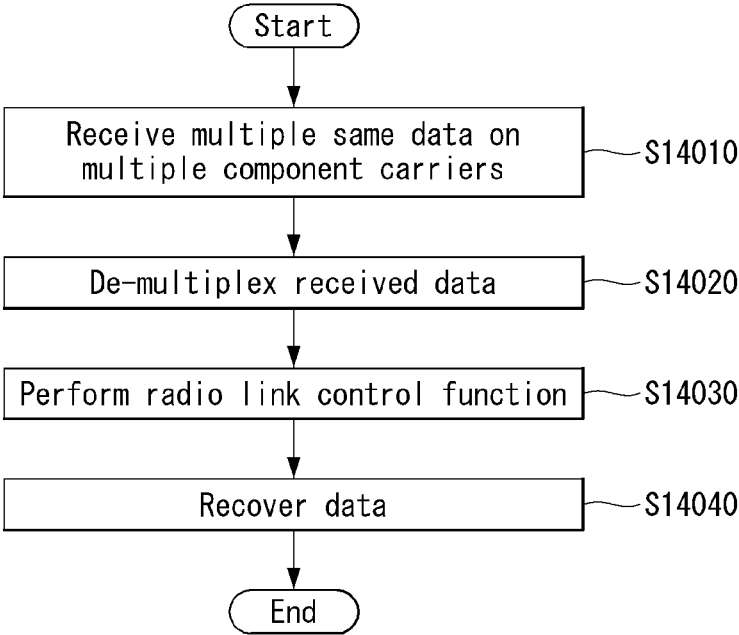 Start
Receive multiple same data on
multiple component carriers
S14010
De-multiplex received data
S14020
Perform radio link control function
S14030
Recover data
S14040
End